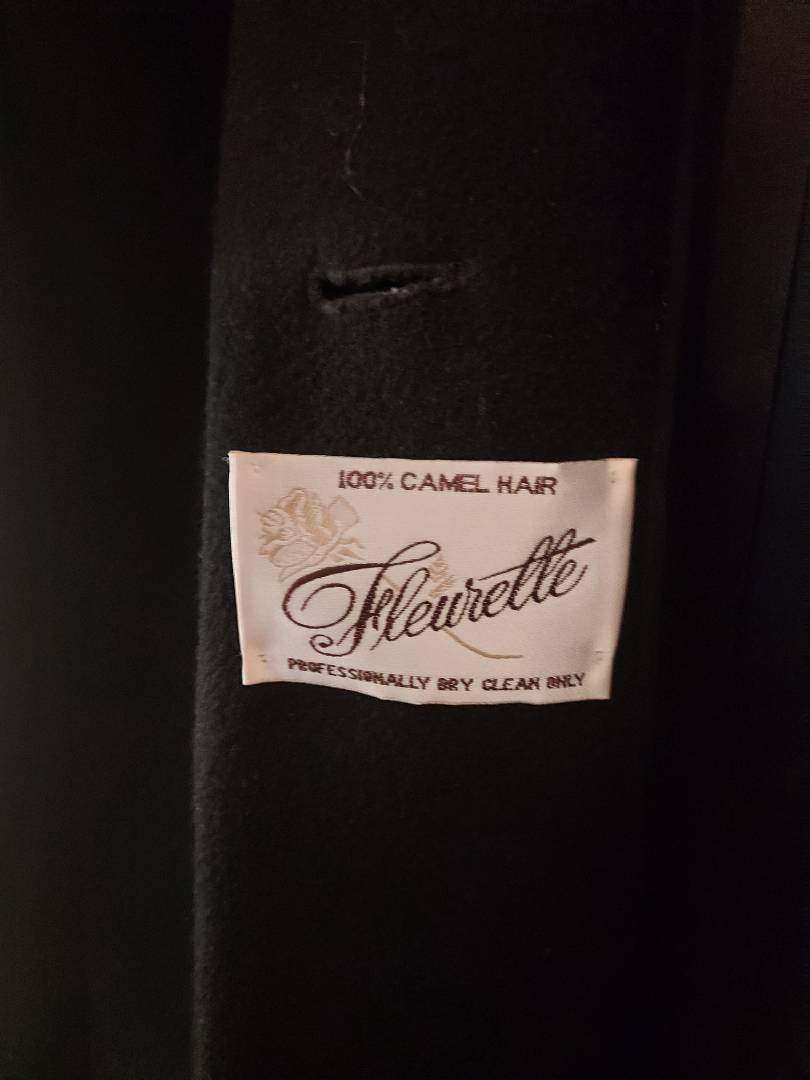 100% CAMEL HAIR
Fleurette
PROFESSIONALLY DRY CLEAN ONLY